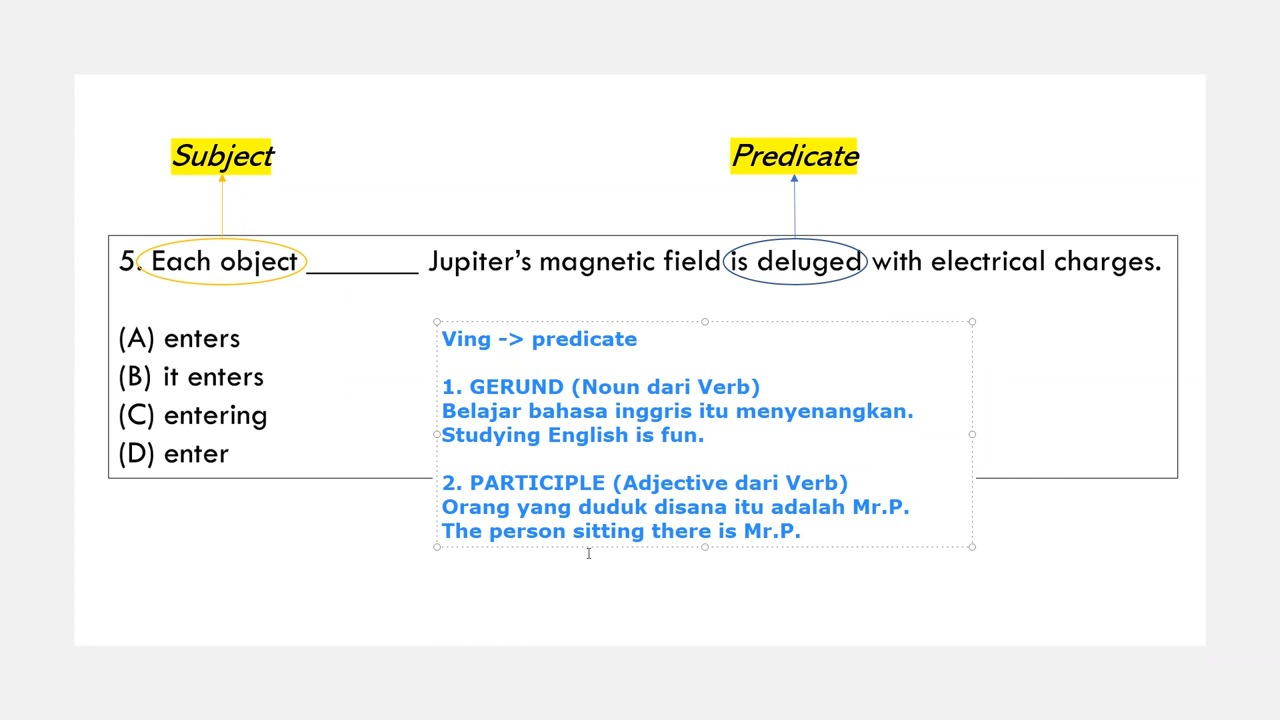 Subject
Predicate
5. Each object ________ Jupiter's magnetic field is deluged with electrical charges.
(A) enters
(B) it enters
(C) entering
(D) enter
Ving -> predicate
1. GERUND (Noun dari Verb)
Belajar bahasa inggris itu menyenangkan.
Studying English is fun.
2. PARTICIPLE (Adjective dari Verb)
Orang yang duduk disana itu adalah Mr.P.
The person sitting there is Mr.P.